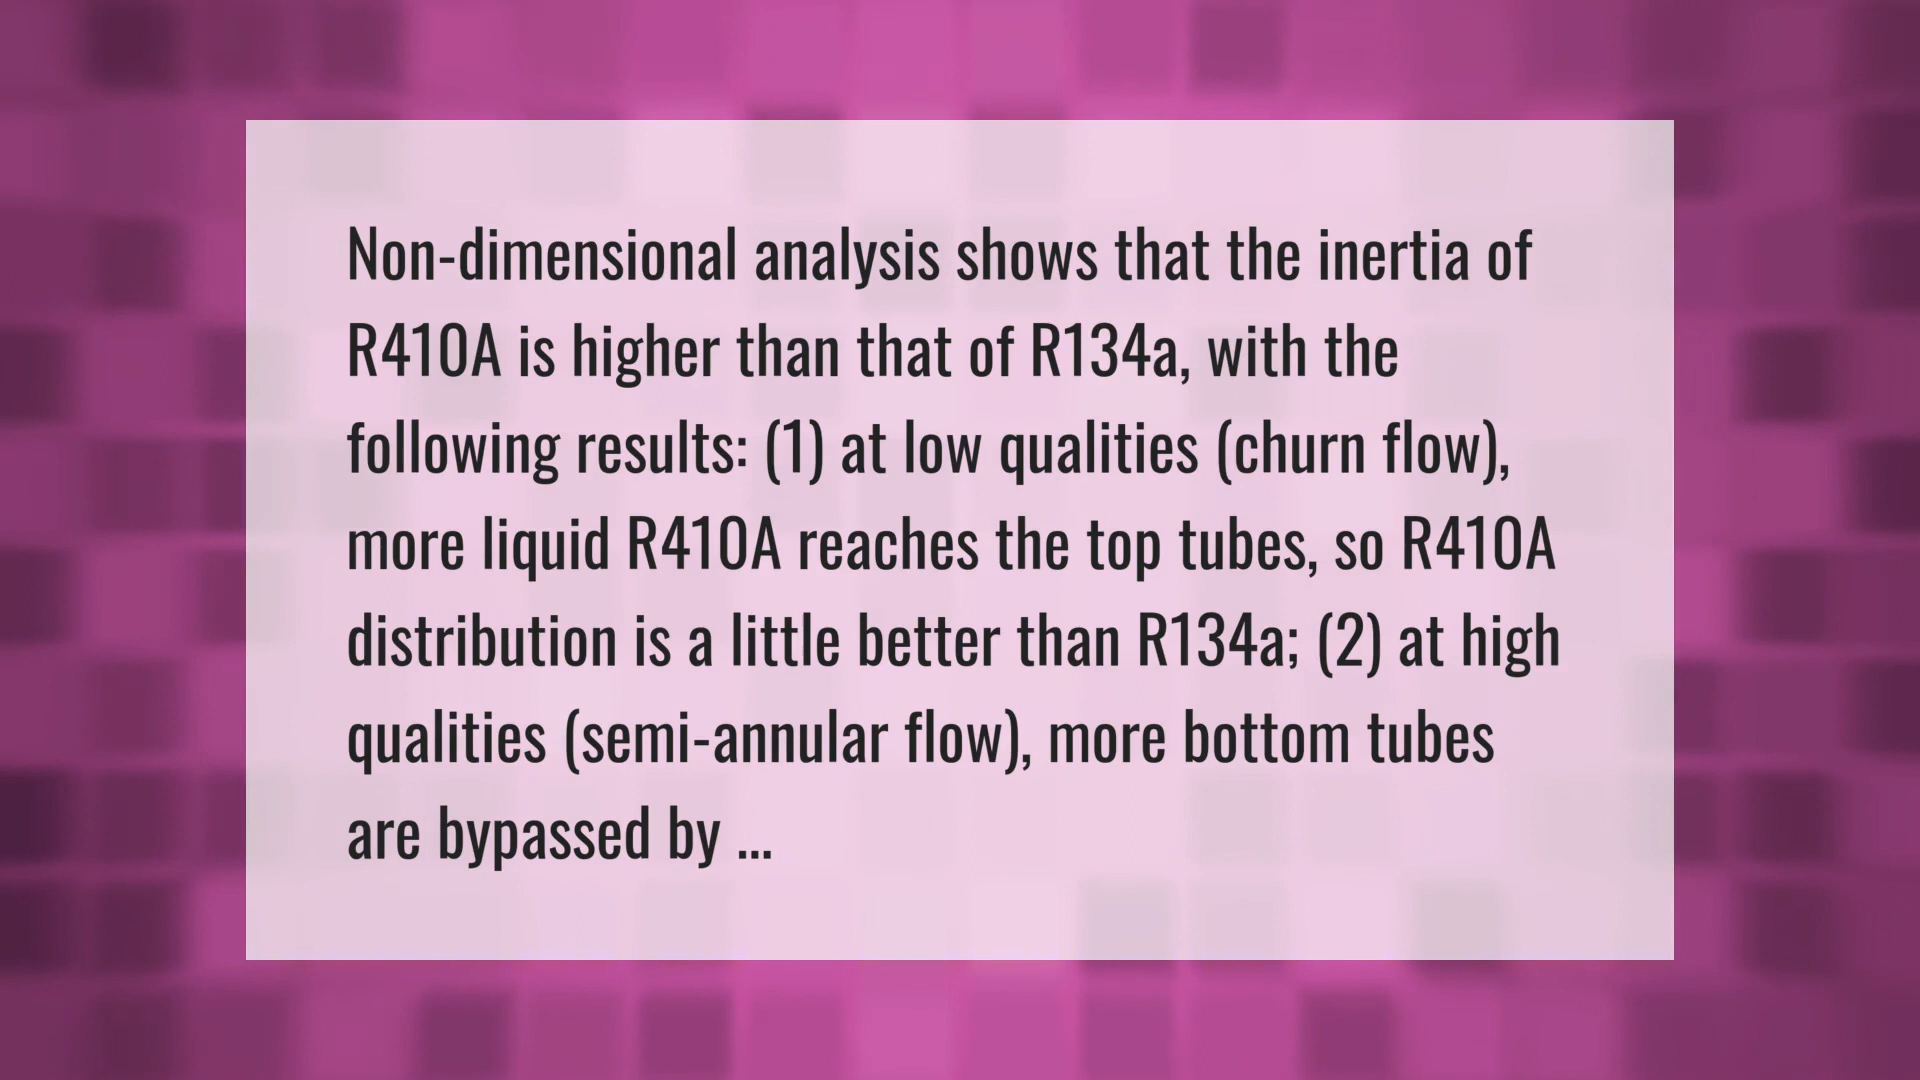 Non-dimensional analysis shows that the inertia of
R410A is higher than that of R134a, with the
following results: (1) at low qualities (churn flow),
more liquid R410A reaches the top tubes, so R410A
distribution is a little better than R134a; (2) at high
qualities (semi-annular flow), more bottom tubes
are bypassed by ...